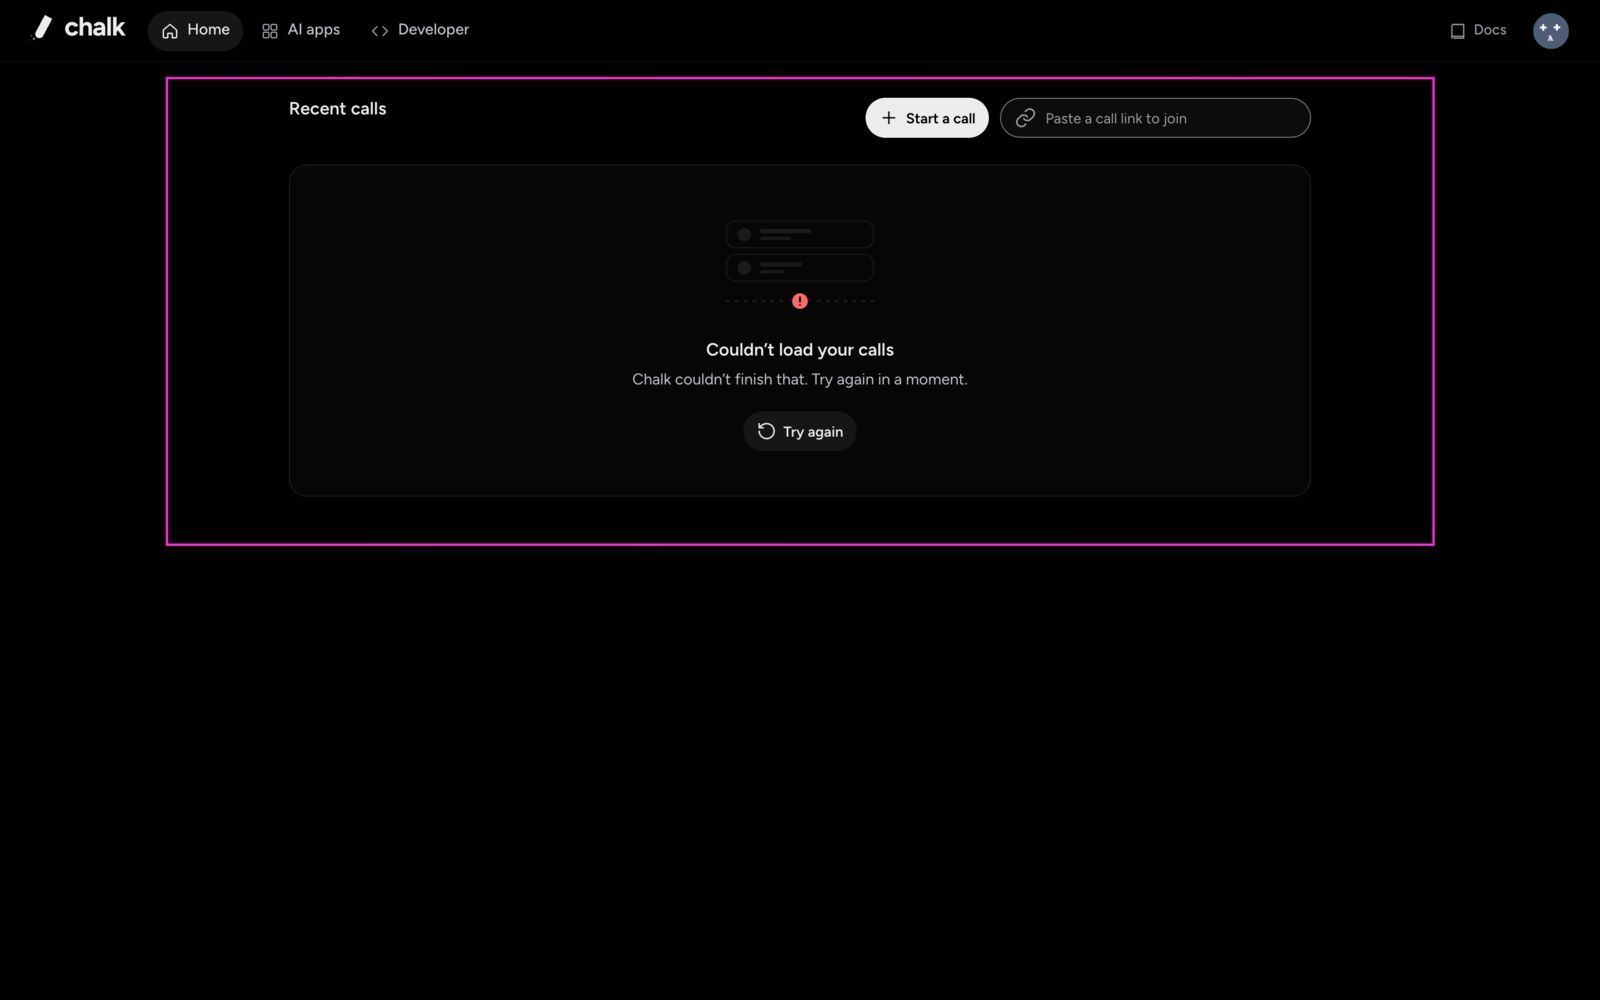 chalk
Home
AI apps
Developer
Docs
Recent calls
Start a call
Paste a call link to join
Couldn’t load your calls
Chalk couldn’t finish that. Try again in a moment.
Try again